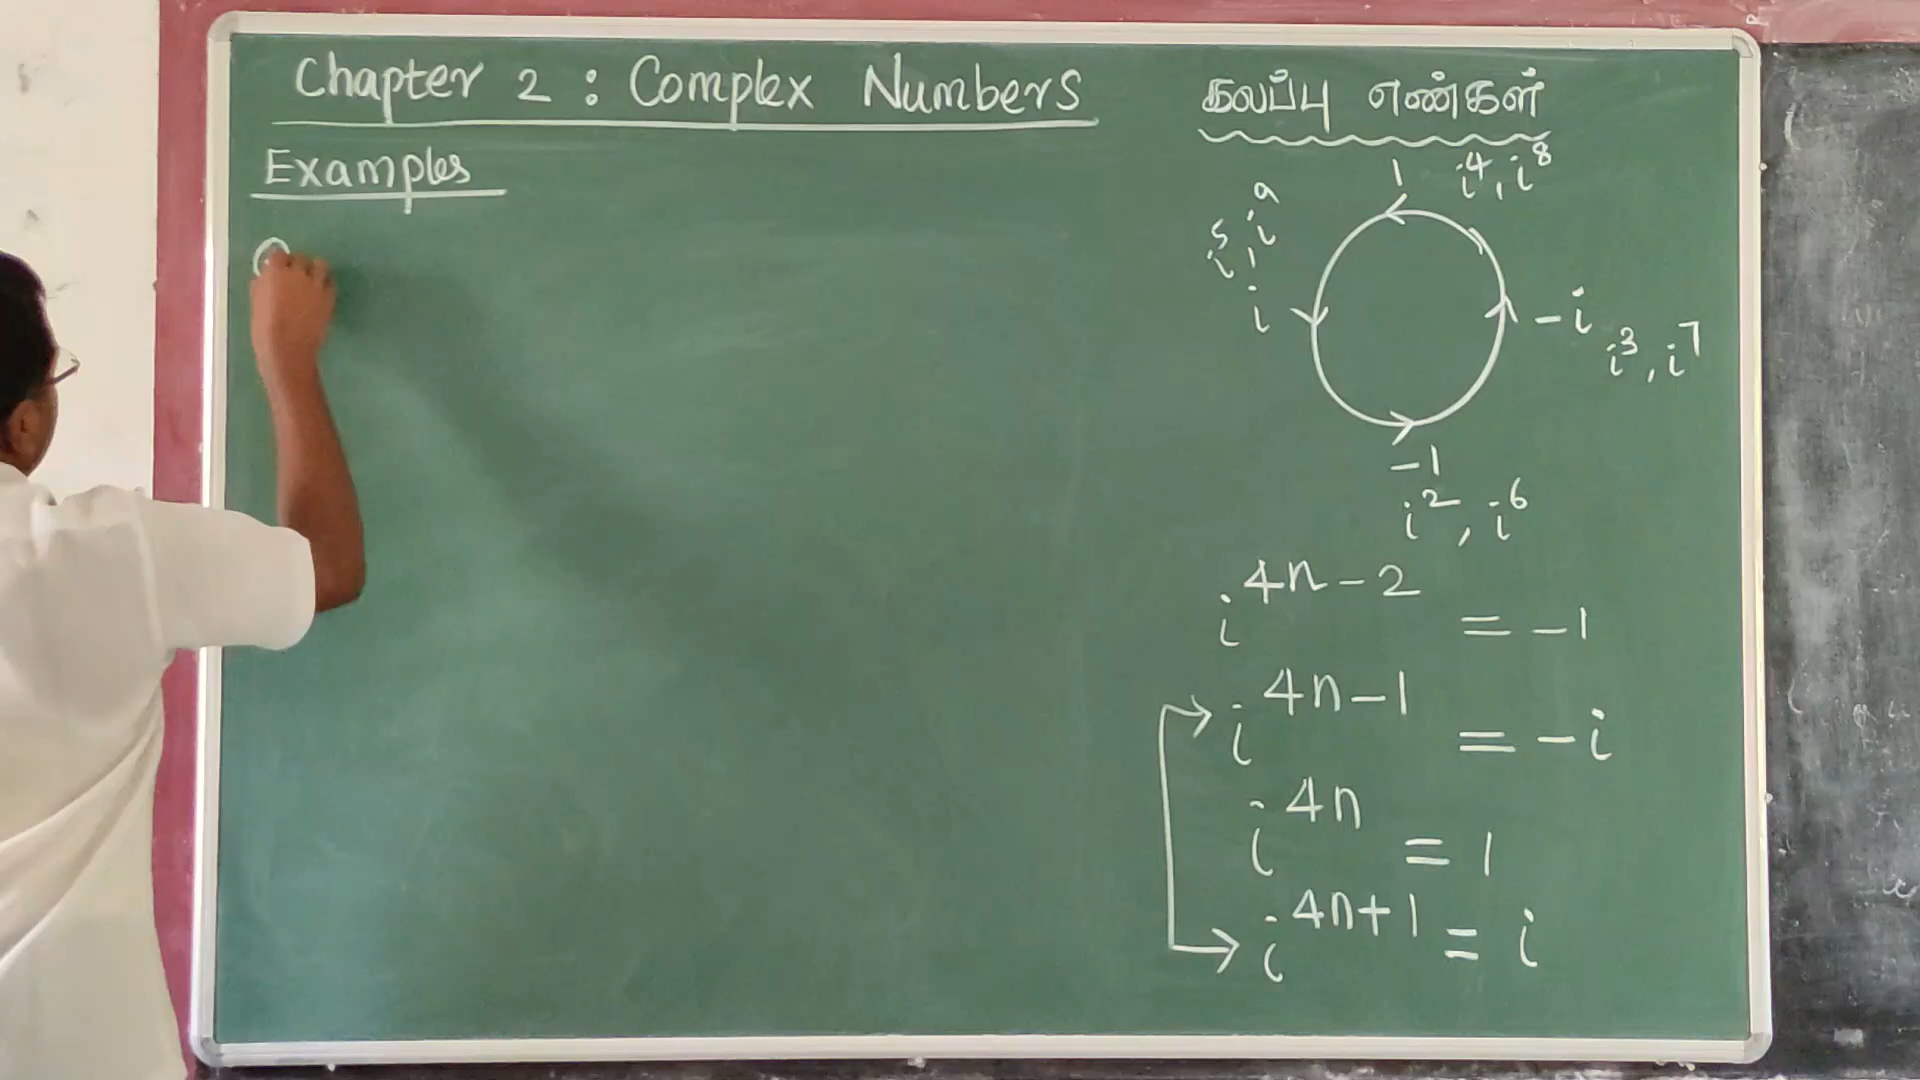 Chapter 2 : Complex Numbers
கலப்பு எண்கள்
Examples
1 i⁴, i⁸
i⁵, i⁹
i
-i
i³, i⁷
-1
i², i⁶
i⁴ⁿ⁻² = -1
i⁴ⁿ⁻¹ = -i
i⁴ⁿ = 1
i⁴ⁿ⁺¹ = i